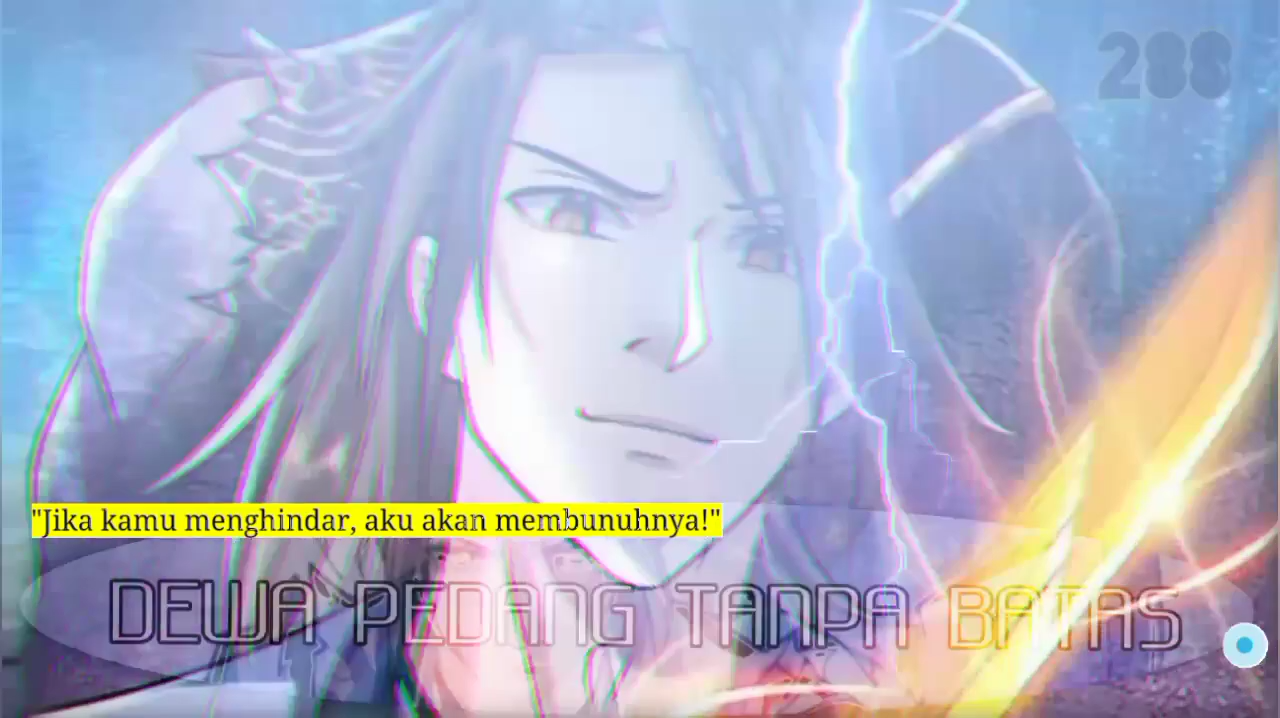 288
"Jika kamu menghindar, aku akan membunuhnya!"
DEWA PEDANG TANPA BATAS